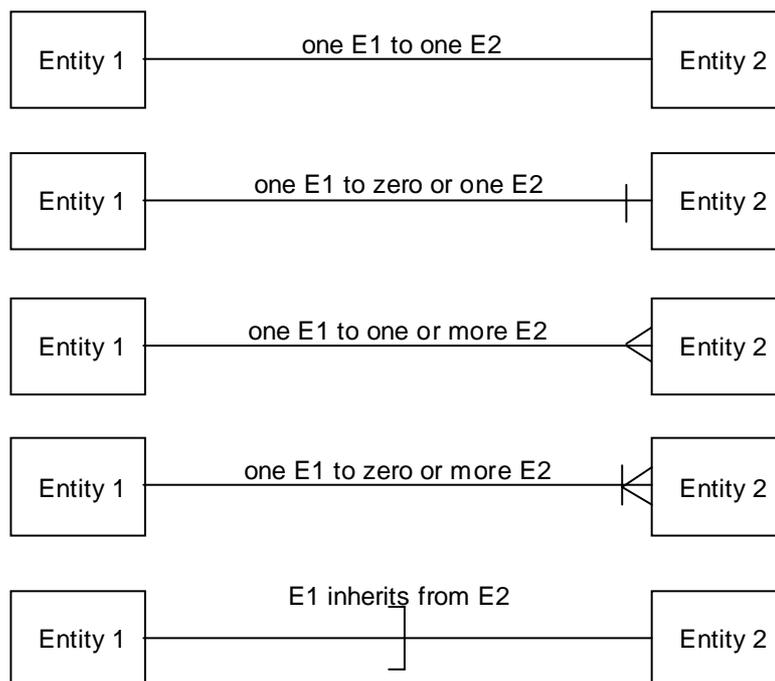 one E1 to one E2
Entity 1
Entity 2
one E1 to zero or one E2
Entity 1
Entity 2
one E1 to one or more E2
Entity 1
Entity 2
one E1 to zero or more E2
Entity 1
Entity 2
E1 inherits from E2
Entity 1
Entity 2